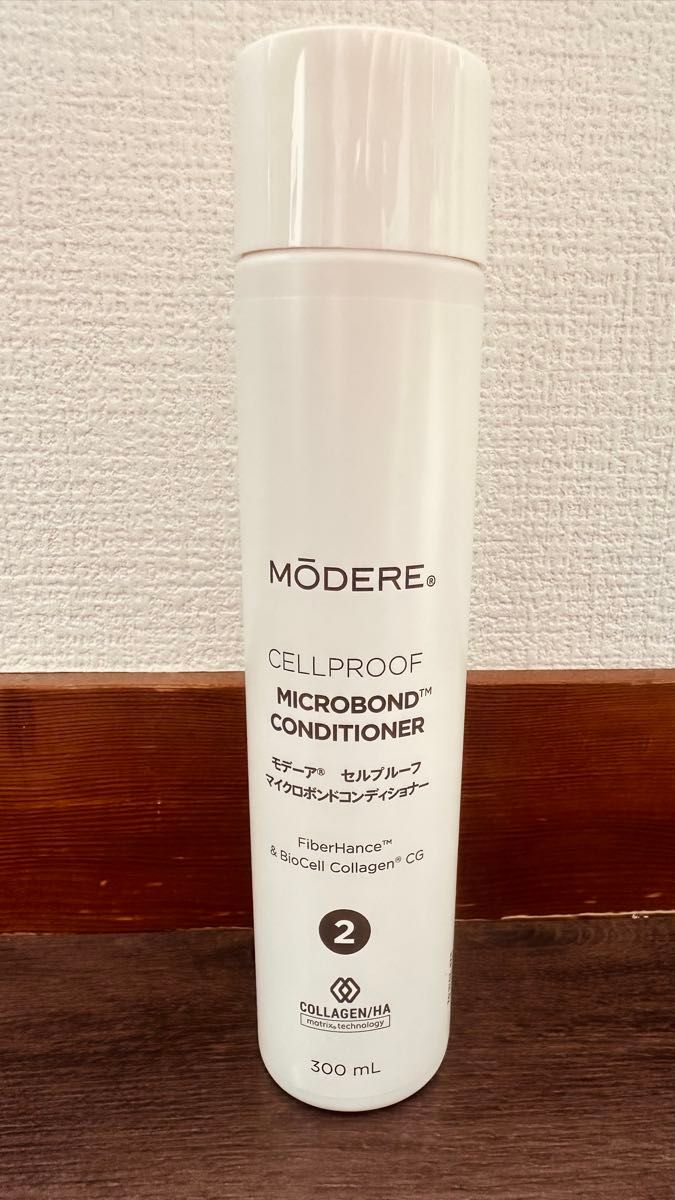 MŌDERE®
CELLPROOF
MICROBOND™
CONDITIONER
モデーア® セルプルーフ
マイクロボンドコンディショナー
FiberHance™
& BioCell Collagen® CG
2
COLLAGEN/HA
matrix® technology
300 mL